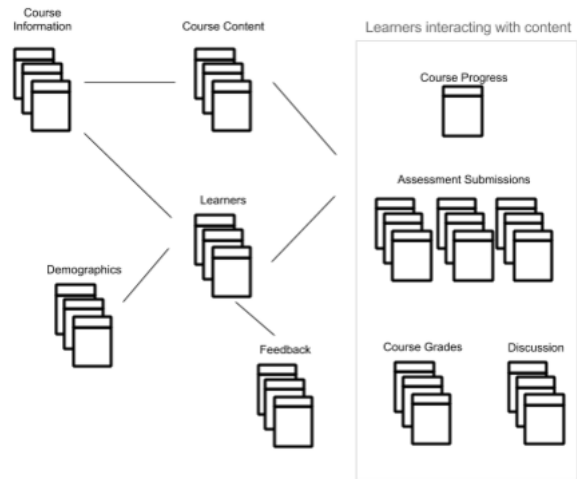 Course
Information
Course Content
Learners interacting with content
Course Progress
Assessment Submissions
Learners
Demographics
Feedback
Course Grades
Discussion